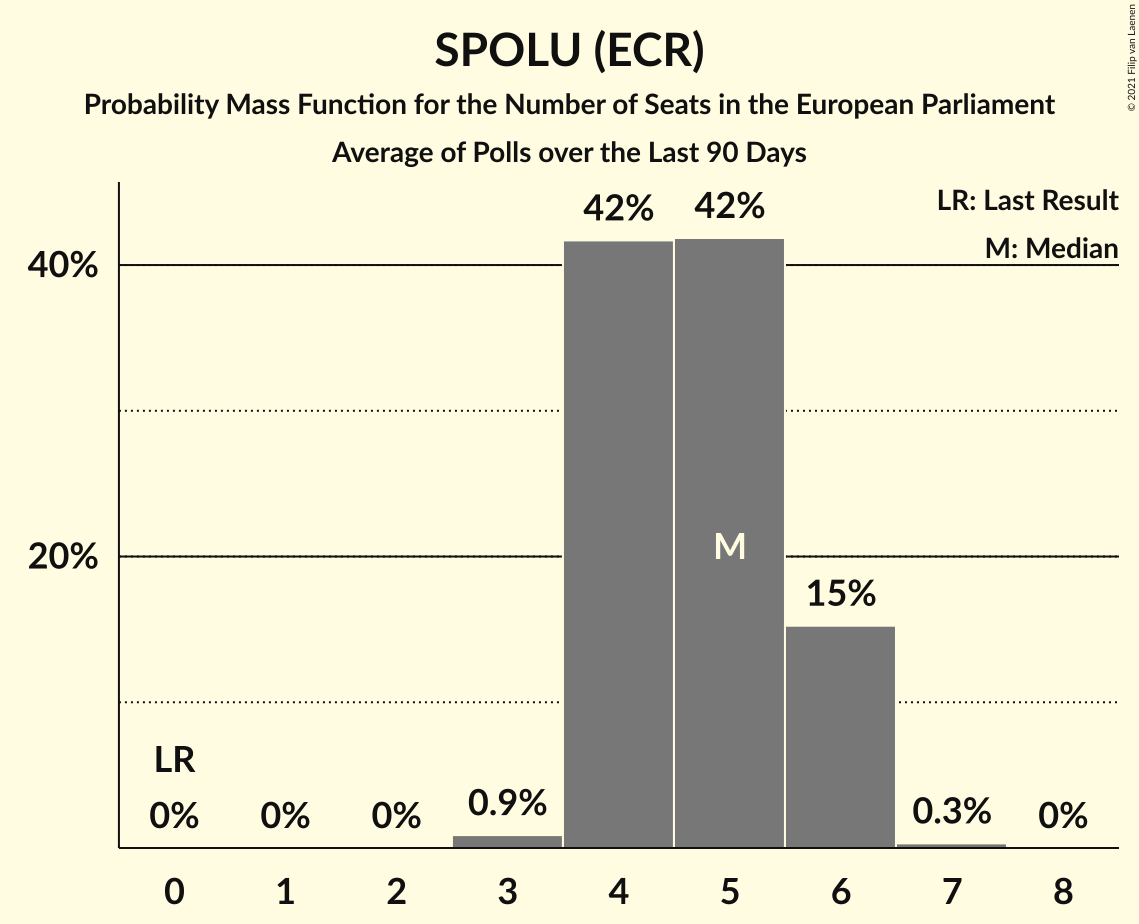 SPOLU (ECR)
Probability Mass Function for the Number of Seats in the European Parliament
Average of Polls over the Last 90 Days
© 2021 Filip van Laenen
LR: Last Result
M: Median
42%
42%
40%
M
20%
15%
LR
0%
0%
0%
0.9%
0.3%
0%
0 1 2 3 4 5 6 7 8